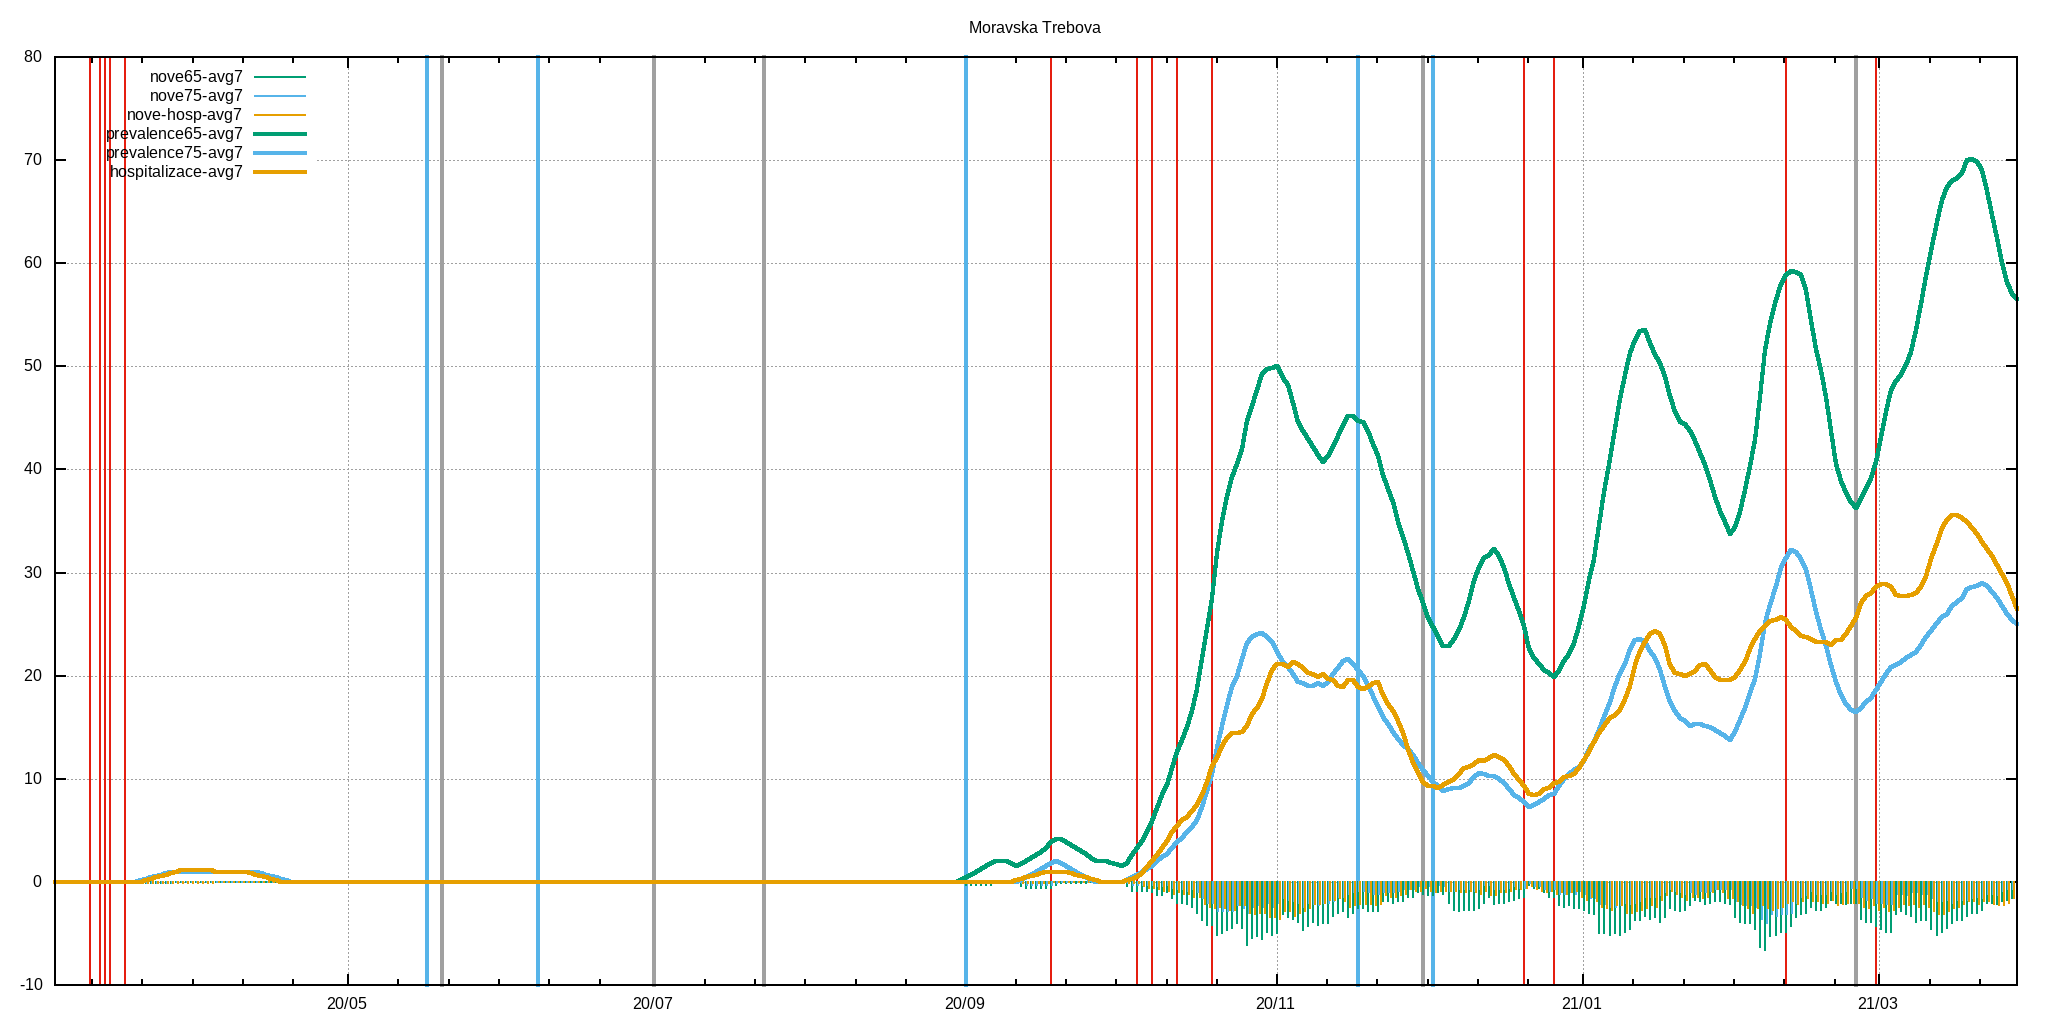 Moravska Trebova
80
70
60
50
40
30
20
10
0
-10
nove65-avg7
nove75-avg7
nove-hosp-avg7
prevalence65-avg7
prevalence75-avg7
hospitalizace-avg7
20/05
20/07
20/09
20/11
21/01
21/03